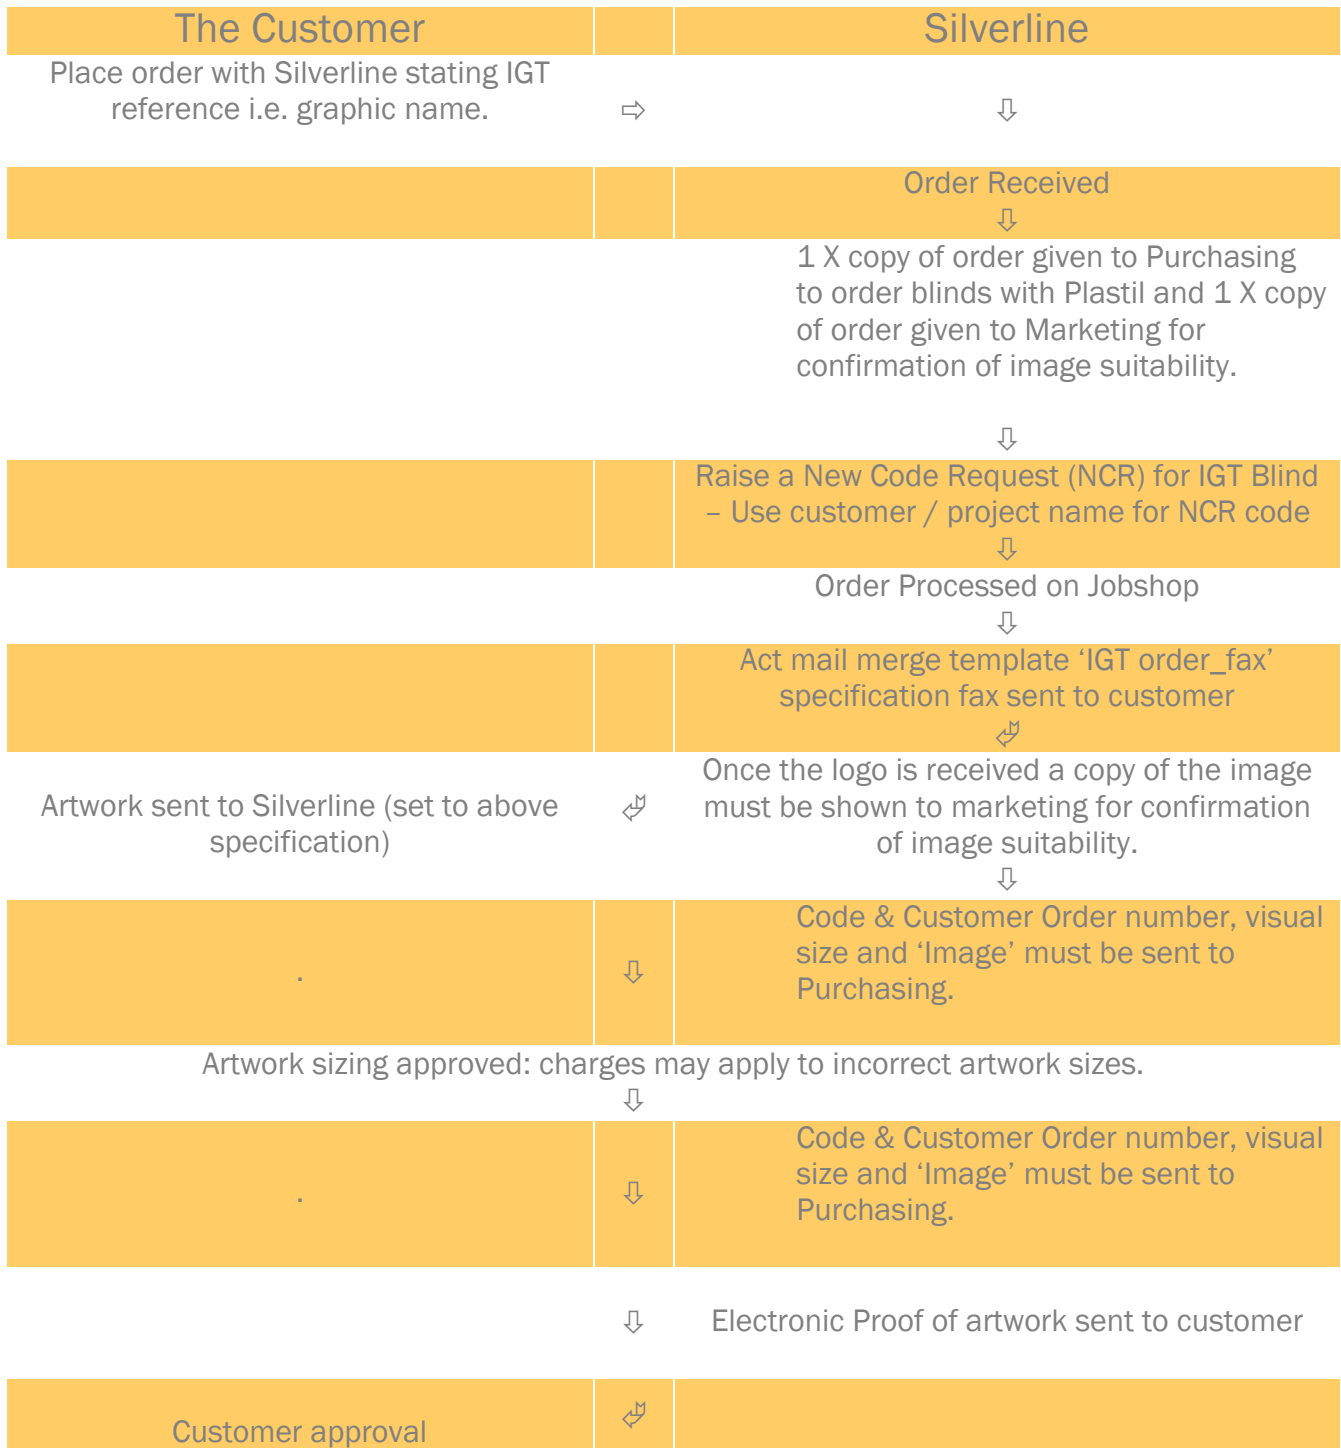 The Customer
Silverline
Place order with Silverline stating IGT
reference i.e. graphic name.
⇨
⇩
Order Received
⇩
1 X copy of order given to Purchasing
to order blinds with Plastil and 1 X copy
of order given to Marketing for
confirmation of image suitability.
⇩
Raise a New Code Request (NCR) for IGT Blind
– Use customer / project name for NCR code
⇩
Order Processed on Jobshop
⇩
Act mail merge template ‘IGT order_fax’
specification fax sent to customer
Artwork sent to Silverline (set to above
specification)
Once the logo is received a copy of the image
must be shown to marketing for confirmation
of image suitability.
⇩
.
⇩
Code & Customer Order number, visual
size and ‘Image’ must be sent to
Purchasing.
Artwork sizing approved: charges may apply to incorrect artwork sizes.
⇩
.
⇩
Code & Customer Order number, visual
size and ‘Image’ must be sent to
Purchasing.
⇩
Electronic Proof of artwork sent to customer
Customer approval